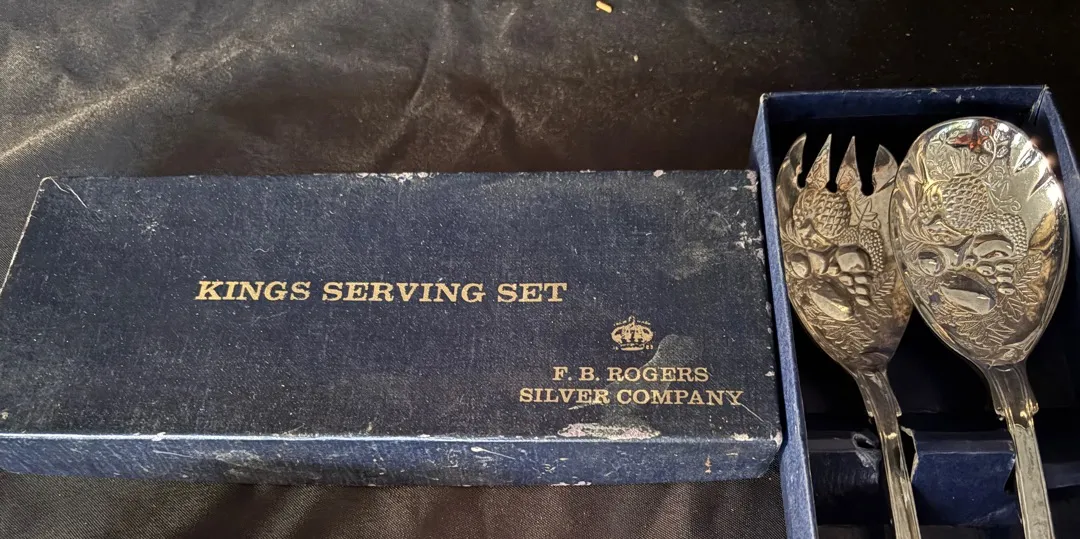 KINGS SERVING SET
F. B. ROGERS
SILVER COMPANY